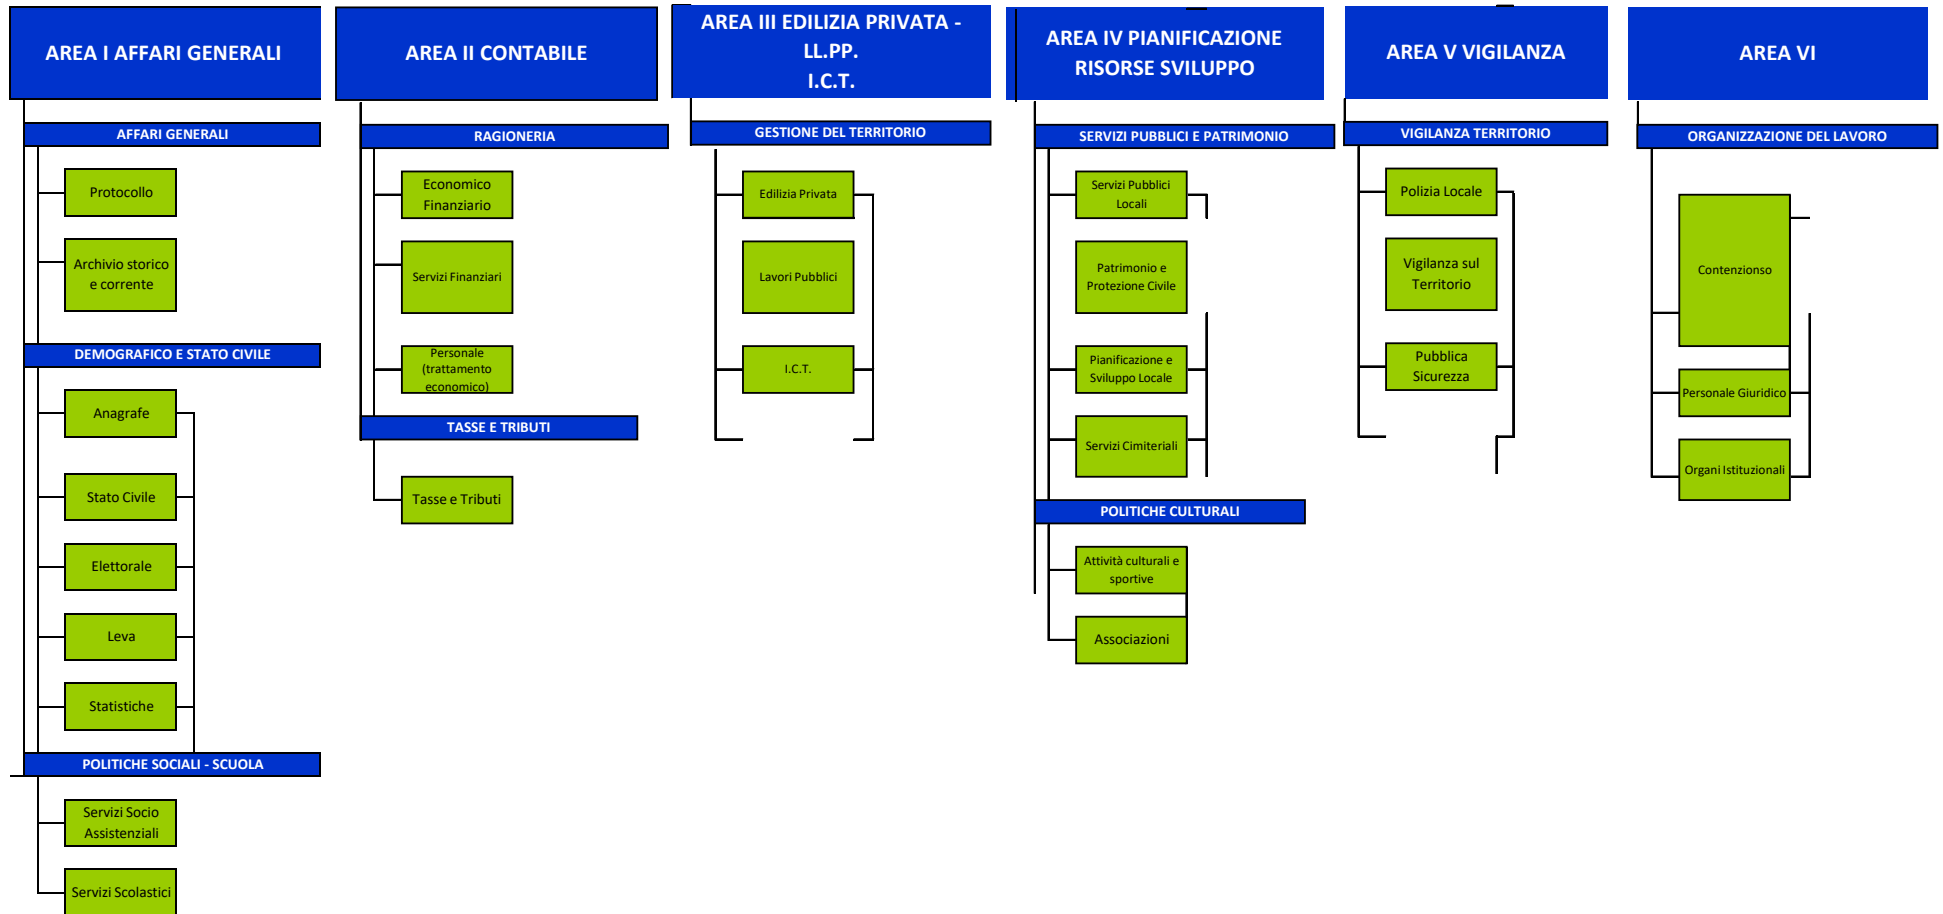 AREA I AFFARI GENERALI
AFFARI GENERALI
Protocollo
Archivio storico
e corrente
DEMOGRAFICO E STATO CIVILE
Anagrafe
Stato Civile
Elettorale
Leva
Statistiche
POLITICHE SOCIALI - SCUOLA
Servizi Socio
Assistenziali
Servizi Scolastici
AREA II CONTABILE
RAGIONERIA
Economico
Finanziario
Servizi Finanziari
Personale
(trattamento
economico)
TASSE E TRIBUTI
Tasse e Tributi
AREA III EDILIZIA PRIVATA -
LL.PP.
I.C.T.
GESTIONE DEL TERRITORIO
Edilizia Privata
Lavori Pubblici
I.C.T.
AREA IV PIANIFICAZIONE
RISORSE SVILUPPO
SERVIZI PUBBLICI E PATRIMONIO
Servizi Pubblici
Locali
Patrimonio e
Protezione Civile
Pianificazione e
Sviluppo Locale
Servizi Cimiteriali
POLITICHE CULTURALI
Attività culturali e
sportive
Associazioni
AREA V VIGILANZA
VIGILANZA TERRITORIO
Polizia Locale
Vigilanza sul
Territorio
Pubblica
Sicurezza
AREA VI
ORGANIZZAZIONE DEL LAVORO
Contenzionso
Personale Giuridico
Organi Istituzionali